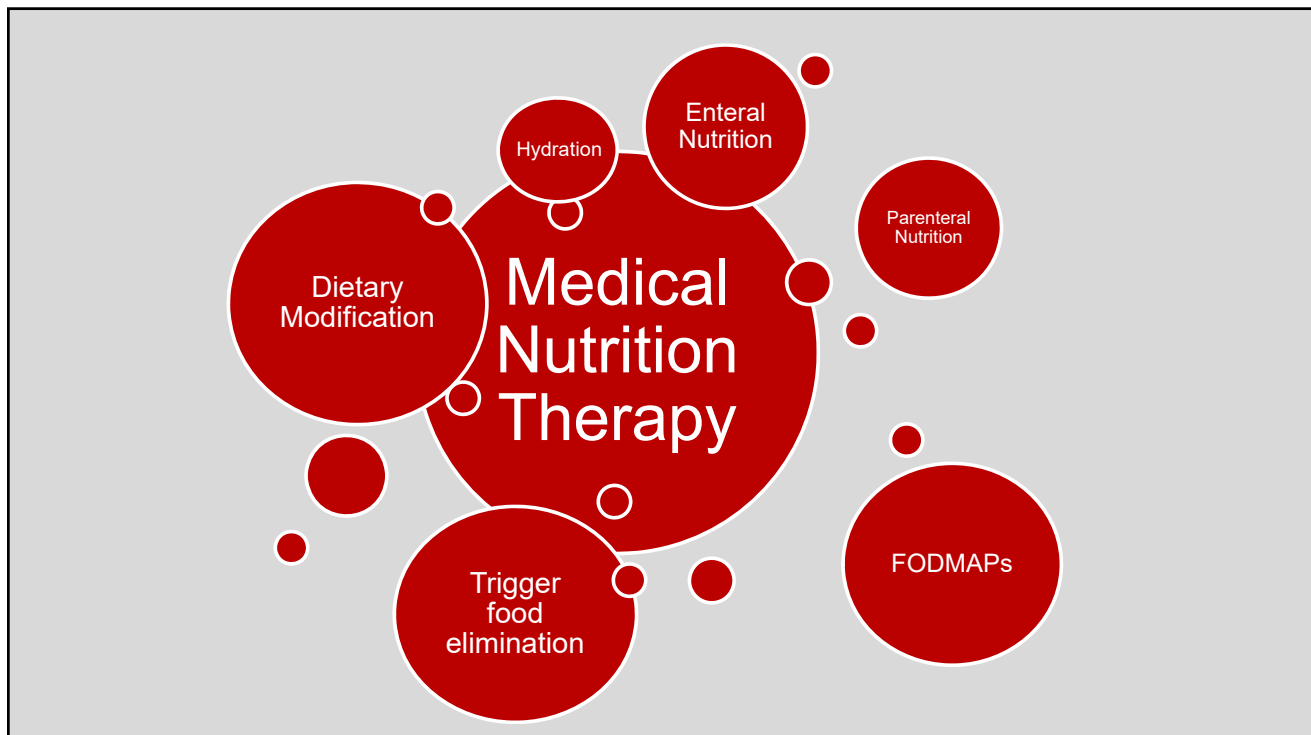 Enteral
Nutrition
Hydration
Parenteral
Nutrition
Dietary
Modification
Medical
Nutrition
Therapy
FODMAPs
Trigger
food
elimination